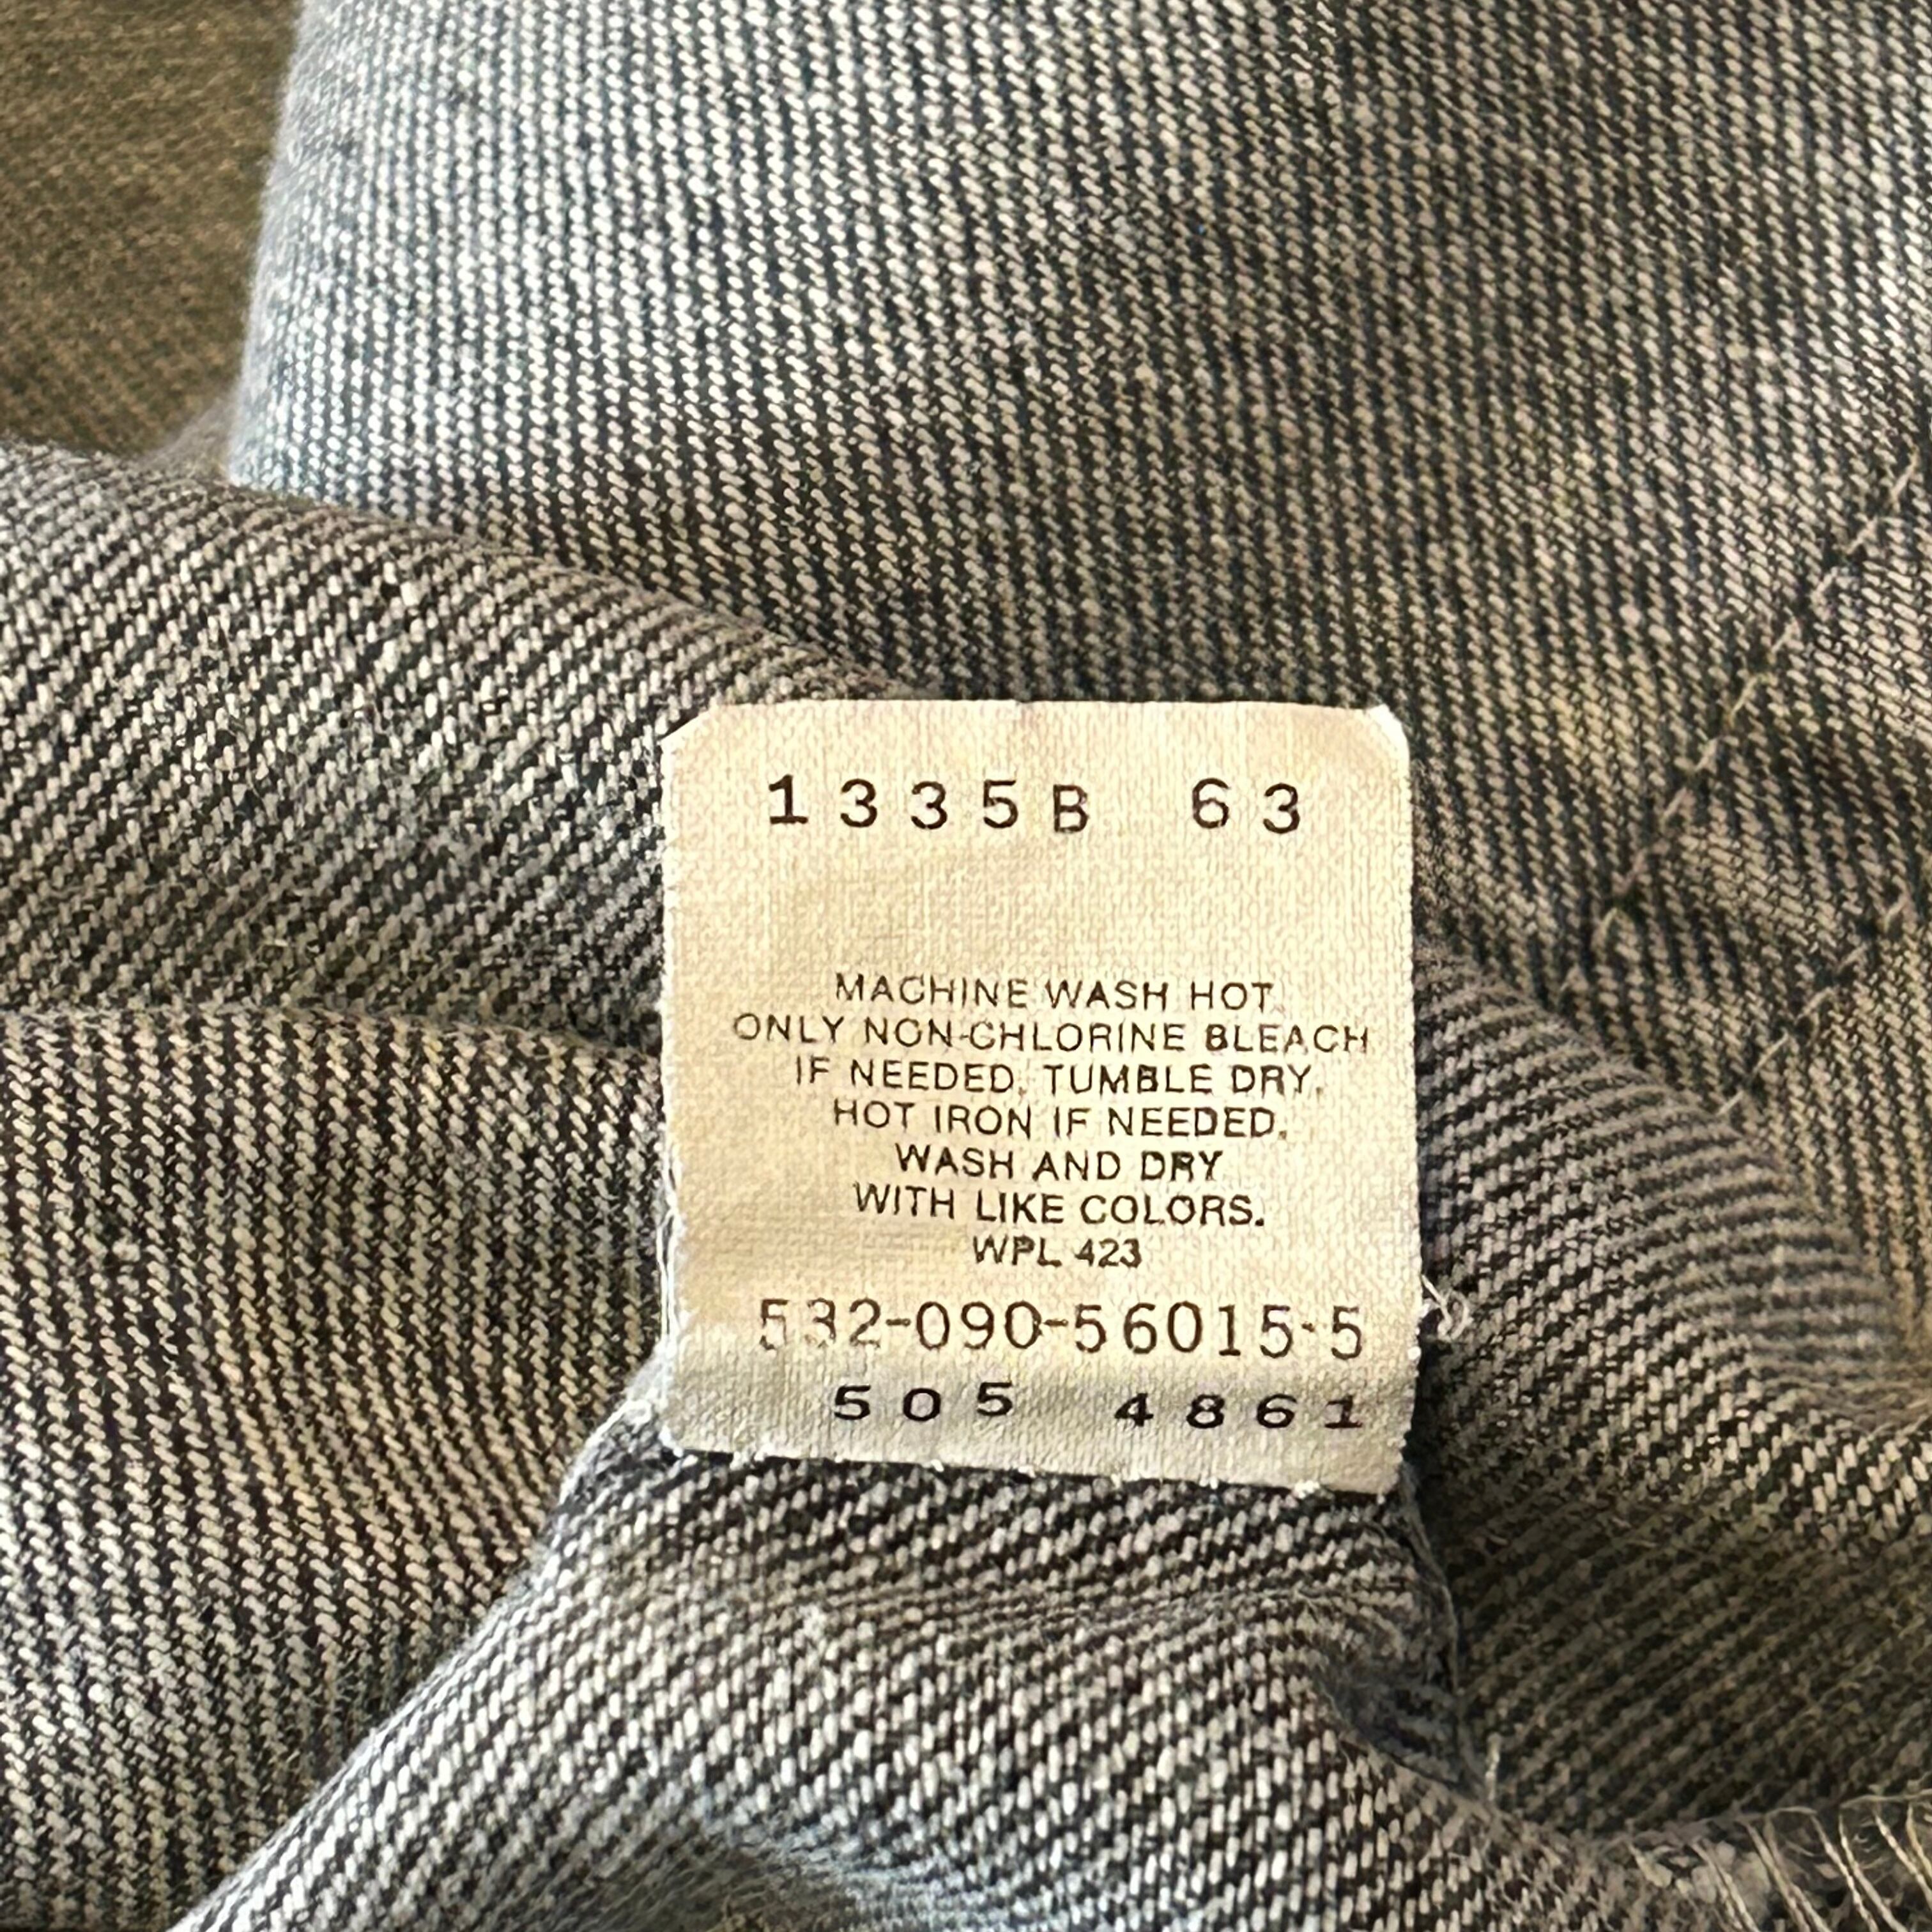 1335B 63
MACHINE WASH HOT.
ONLY NON-CHLORINE BLEACH
IF NEEDED. TUMBLE DRY.
HOT IRON IF NEEDED.
WASH AND DRY
WITH LIKE COLORS.
WPL 423
532-090-56015-5
505 4861